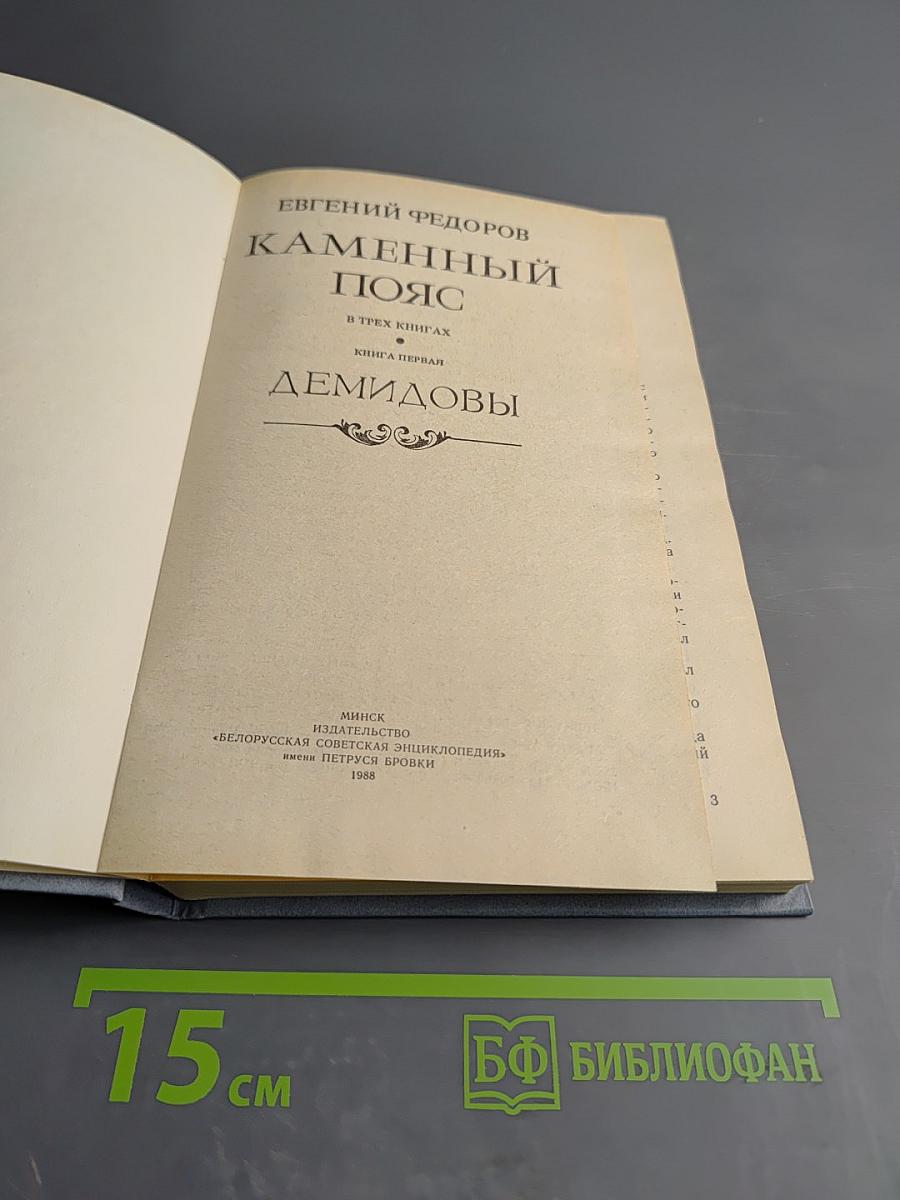 ЕВГЕНИЙ ФЕДОРОВ
КАМЕННЫЙ
ПОЯС
В ТРЕХ КНИГАХ
•
КНИГА ПЕРВАЯ
ДЕМИДОВЫ
МИНСК
ИЗДАТЕЛЬСТВО
«БЕЛОРУССКАЯ СОВЕТСКАЯ ЭНЦИКЛОПЕДИЯ»
имени ПЕТРУСЯ БРОВКИ
1988
3
15 см
БФ БИБЛИОФАН